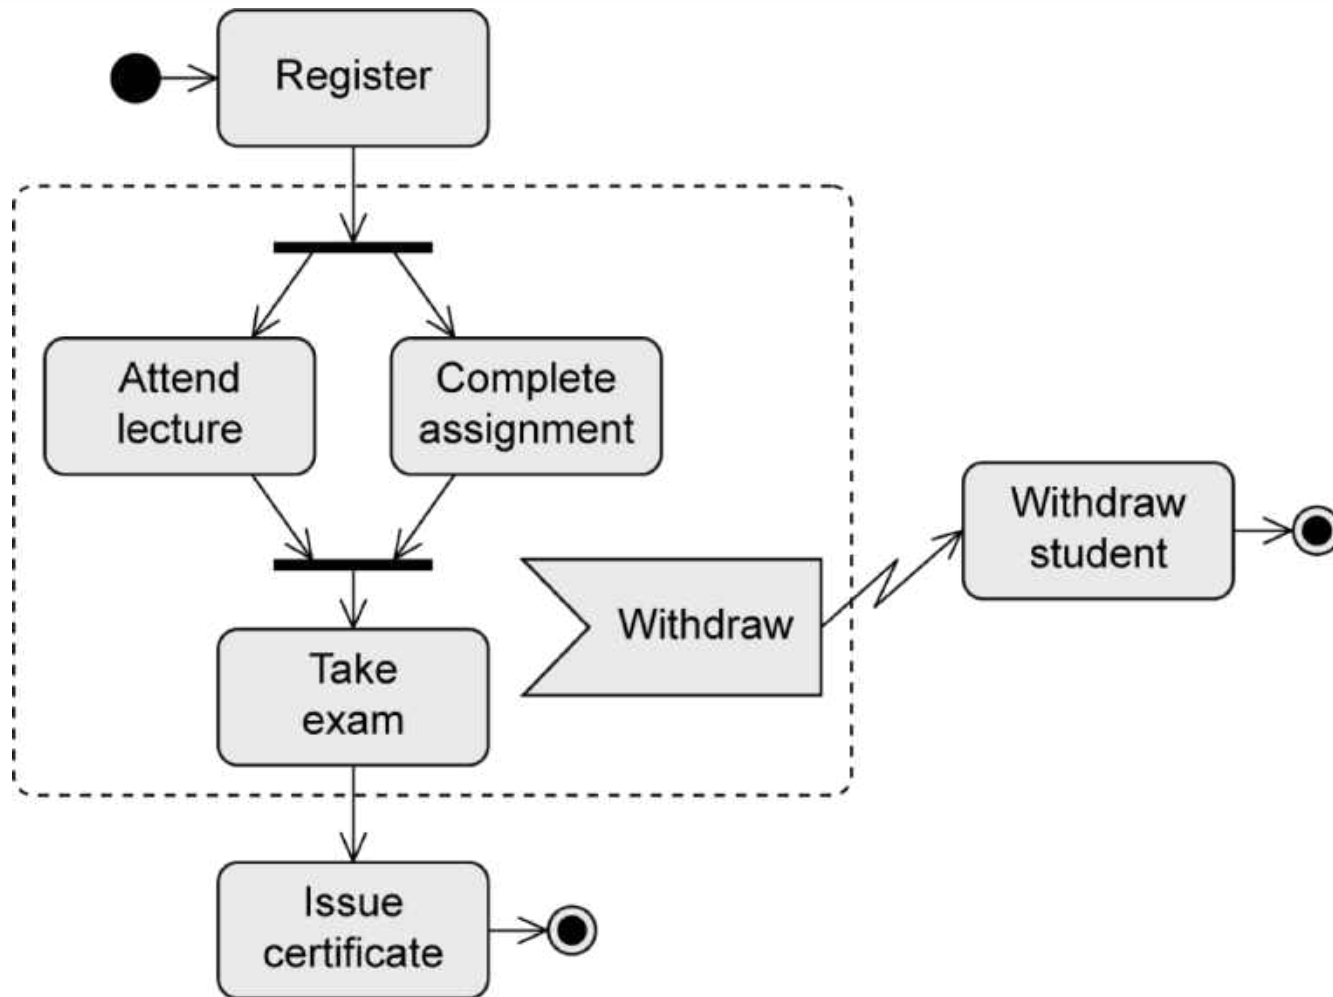 Register
Attend
lecture
Complete
assignment
Withdraw
student
Withdraw
Take
exam
Issue
certificate